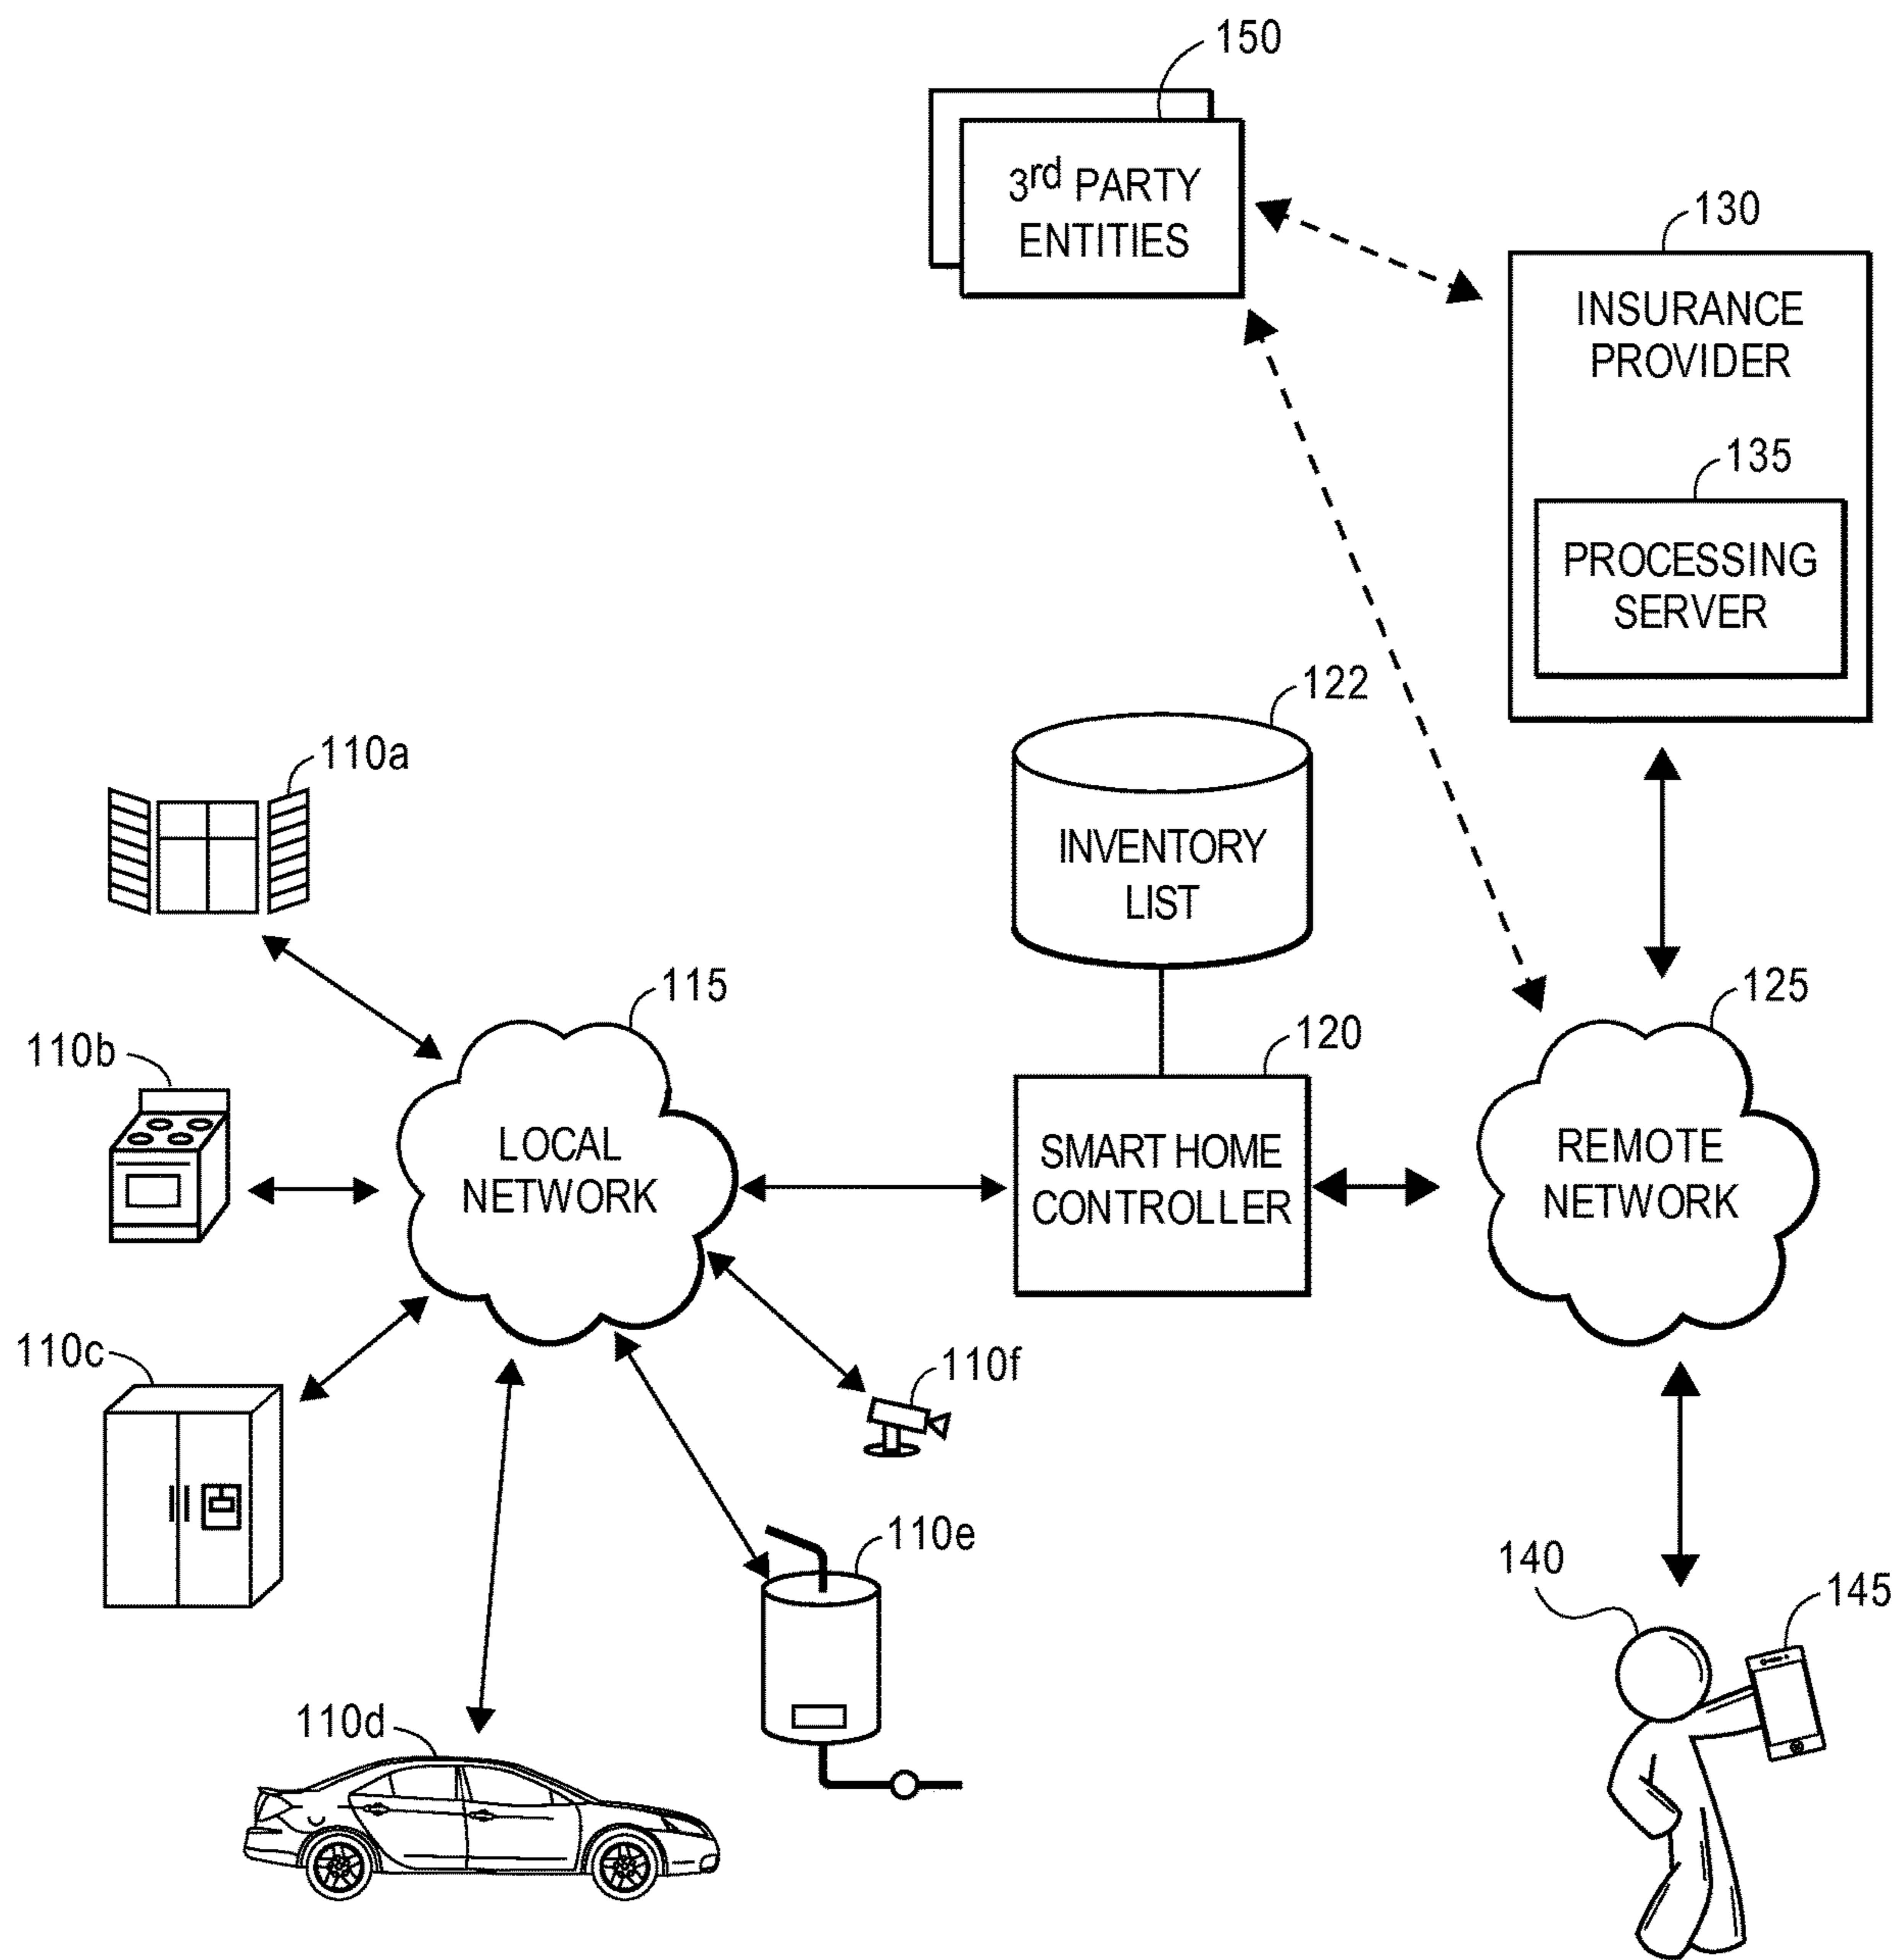 150
3rd PARTY
ENTITIES
130
INSURANCE
PROVIDER
135
PROCESSING
SERVER
122
INVENTORY
LIST
110a
115
125
110b
120
LOCAL
NETWORK
SMART HOME
CONTROLLER
REMOTE
NETWORK
110c
110f
110e
140
145
110d